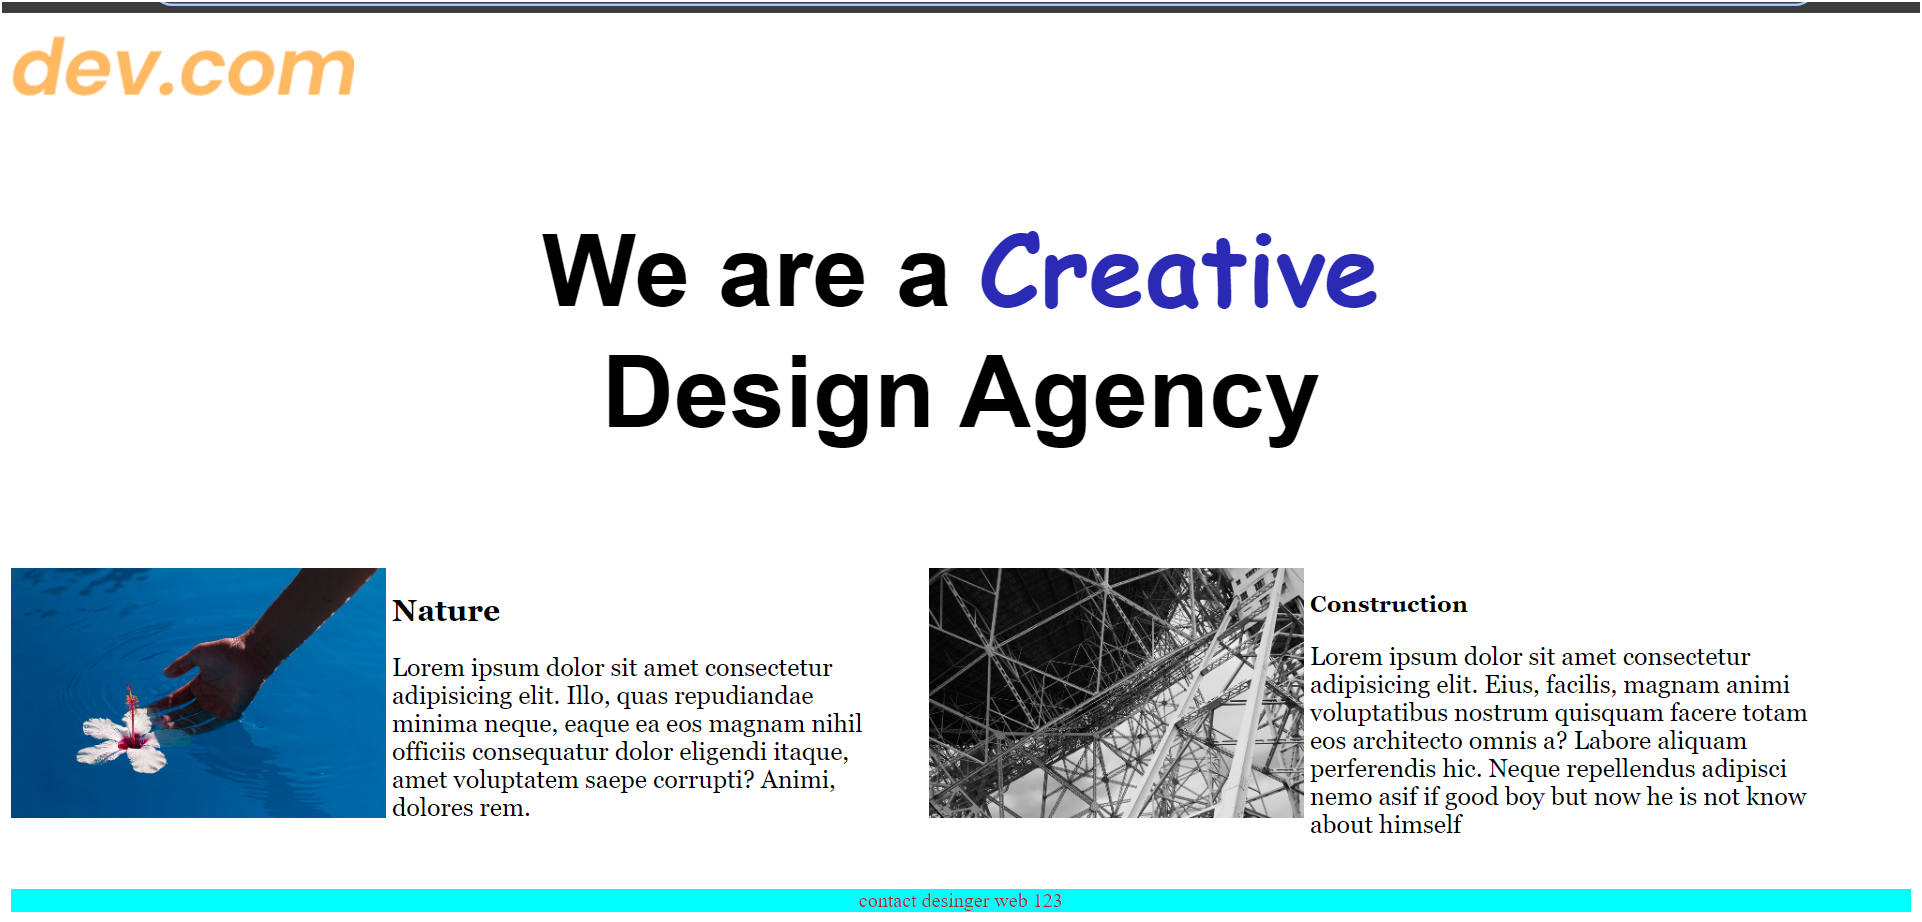 dev.com
We are a Creative
Design Agency
Nature
Lorem ipsum dolor sit amet consectetur
adipisicing elit. Illo, quas repudiandae
minima neque, eaque ea eos magnam nihil
officiis consequatur dolor eligendi itaque,
amet voluptatem saepe corrupti? Animi,
dolores rem.
Construction
Lorem ipsum dolor sit amet consectetur
adipisicing elit. Eius, facilis, magnam animi
voluptatibus nostrum quisquam facere totam
eos architecto omnis a? Labore aliquam
perferendis hic. Neque repellendus adipisci
nemo asif if good boy but now he is not know
about himself
contact desinger web 123